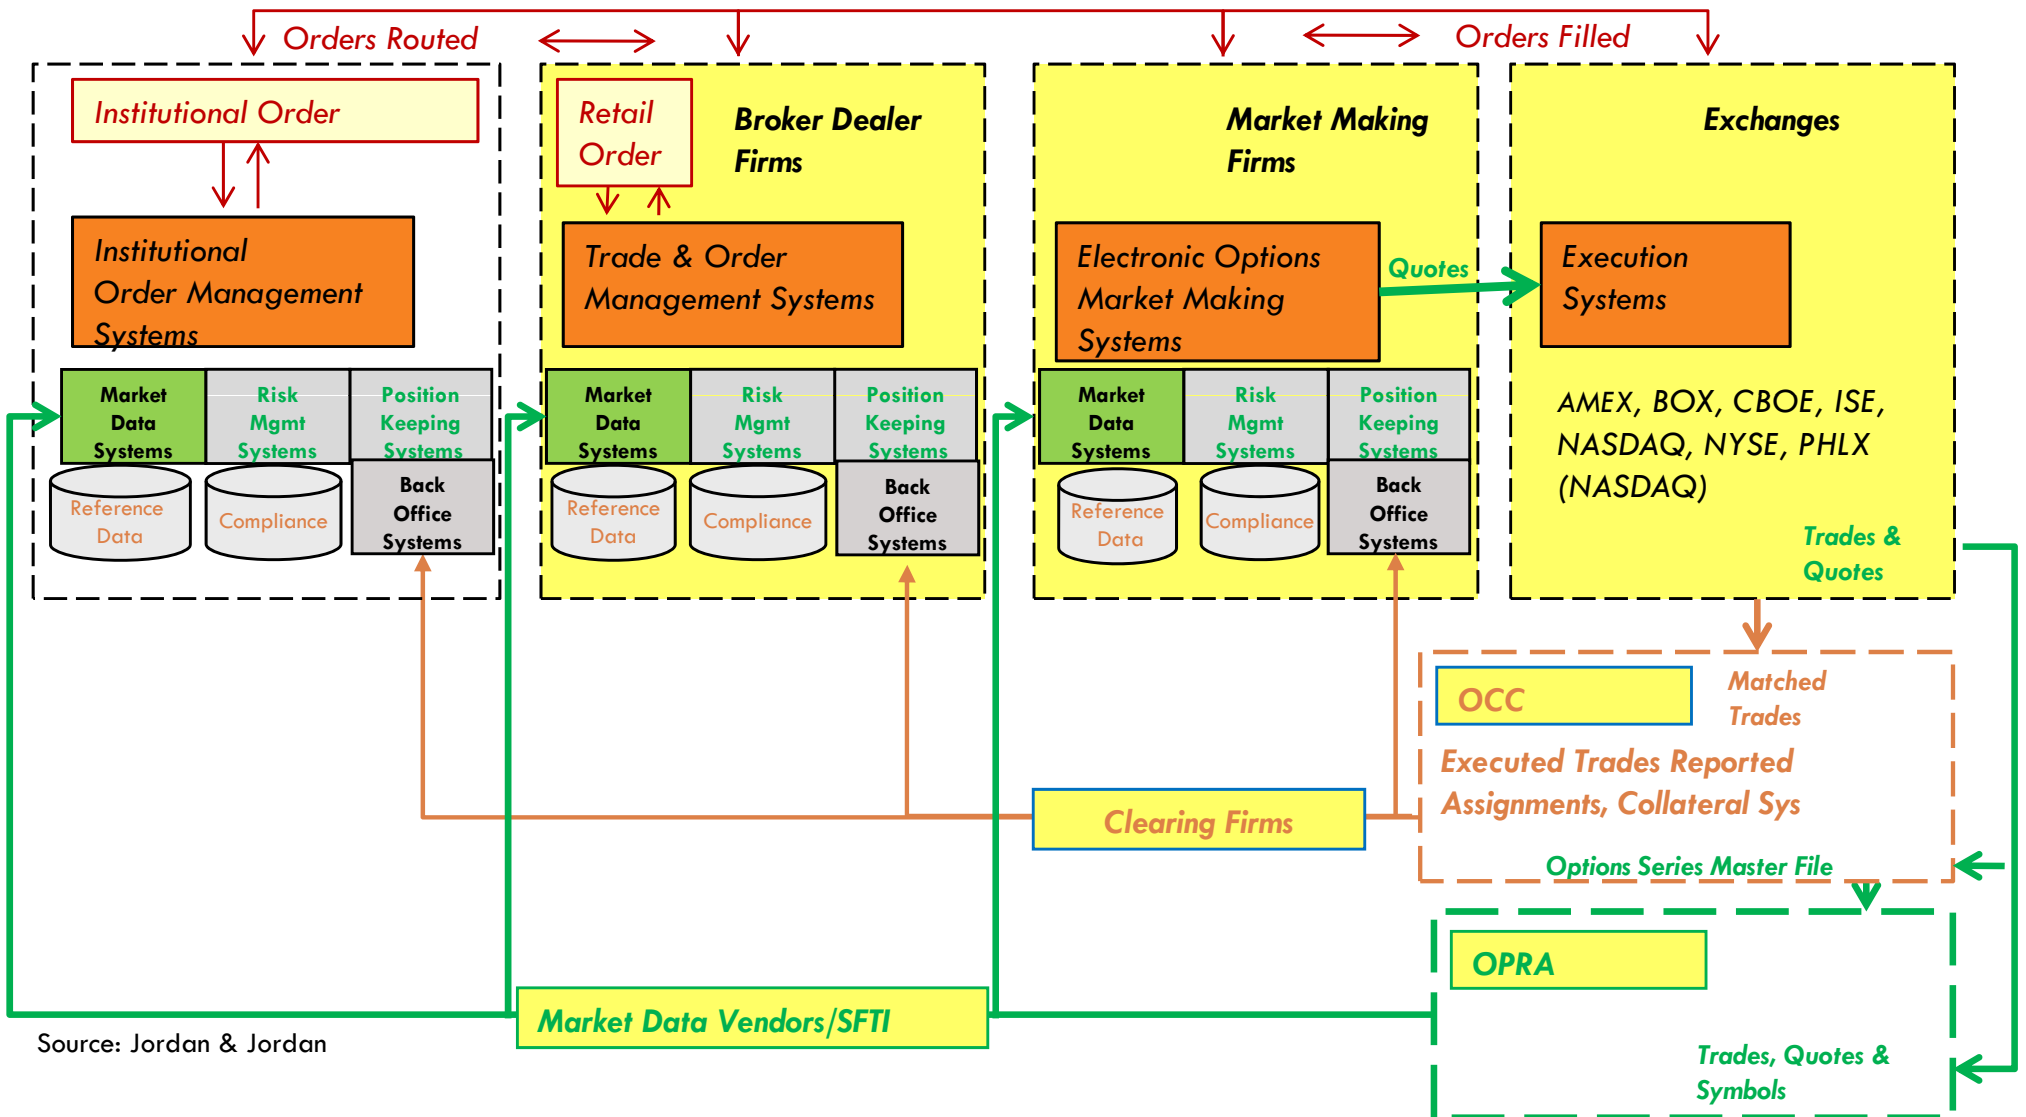 Orders Routed
Orders Filled
Institutional Order
Institutional
Order Management
Systems
Market
Data
Systems
Risk
Mgmt
Systems
Position
Keeping
Systems
Reference
Data
Compliance
Back
Office
Systems
Retail
Order
Broker Dealer
Firms
Trade & Order
Management Systems
Market
Data
Systems
Risk
Mgmt
Systems
Position
Keeping
Systems
Reference
Data
Compliance
Back
Office
Systems
Market Making
Firms
Electronic Options
Market Making
Systems
Quotes
Market
Data
Systems
Risk
Mgmt
Systems
Position
Keeping
Systems
Reference
Data
Compliance
Back
Office
Systems
Exchanges
Execution
Systems
AMEX, BOX, CBOE, ISE,
NASDAQ, NYSE, PHLX
(NASDAQ)
Trades &
Quotes
OCC
Matched
Trades
Executed Trades Reported
Assignments, Collateral Sys
Clearing Firms
Options Series Master File
OPRA
Market Data Vendors/SFTI
Trades, Quotes &
Symbols
Source: Jordan & Jordan